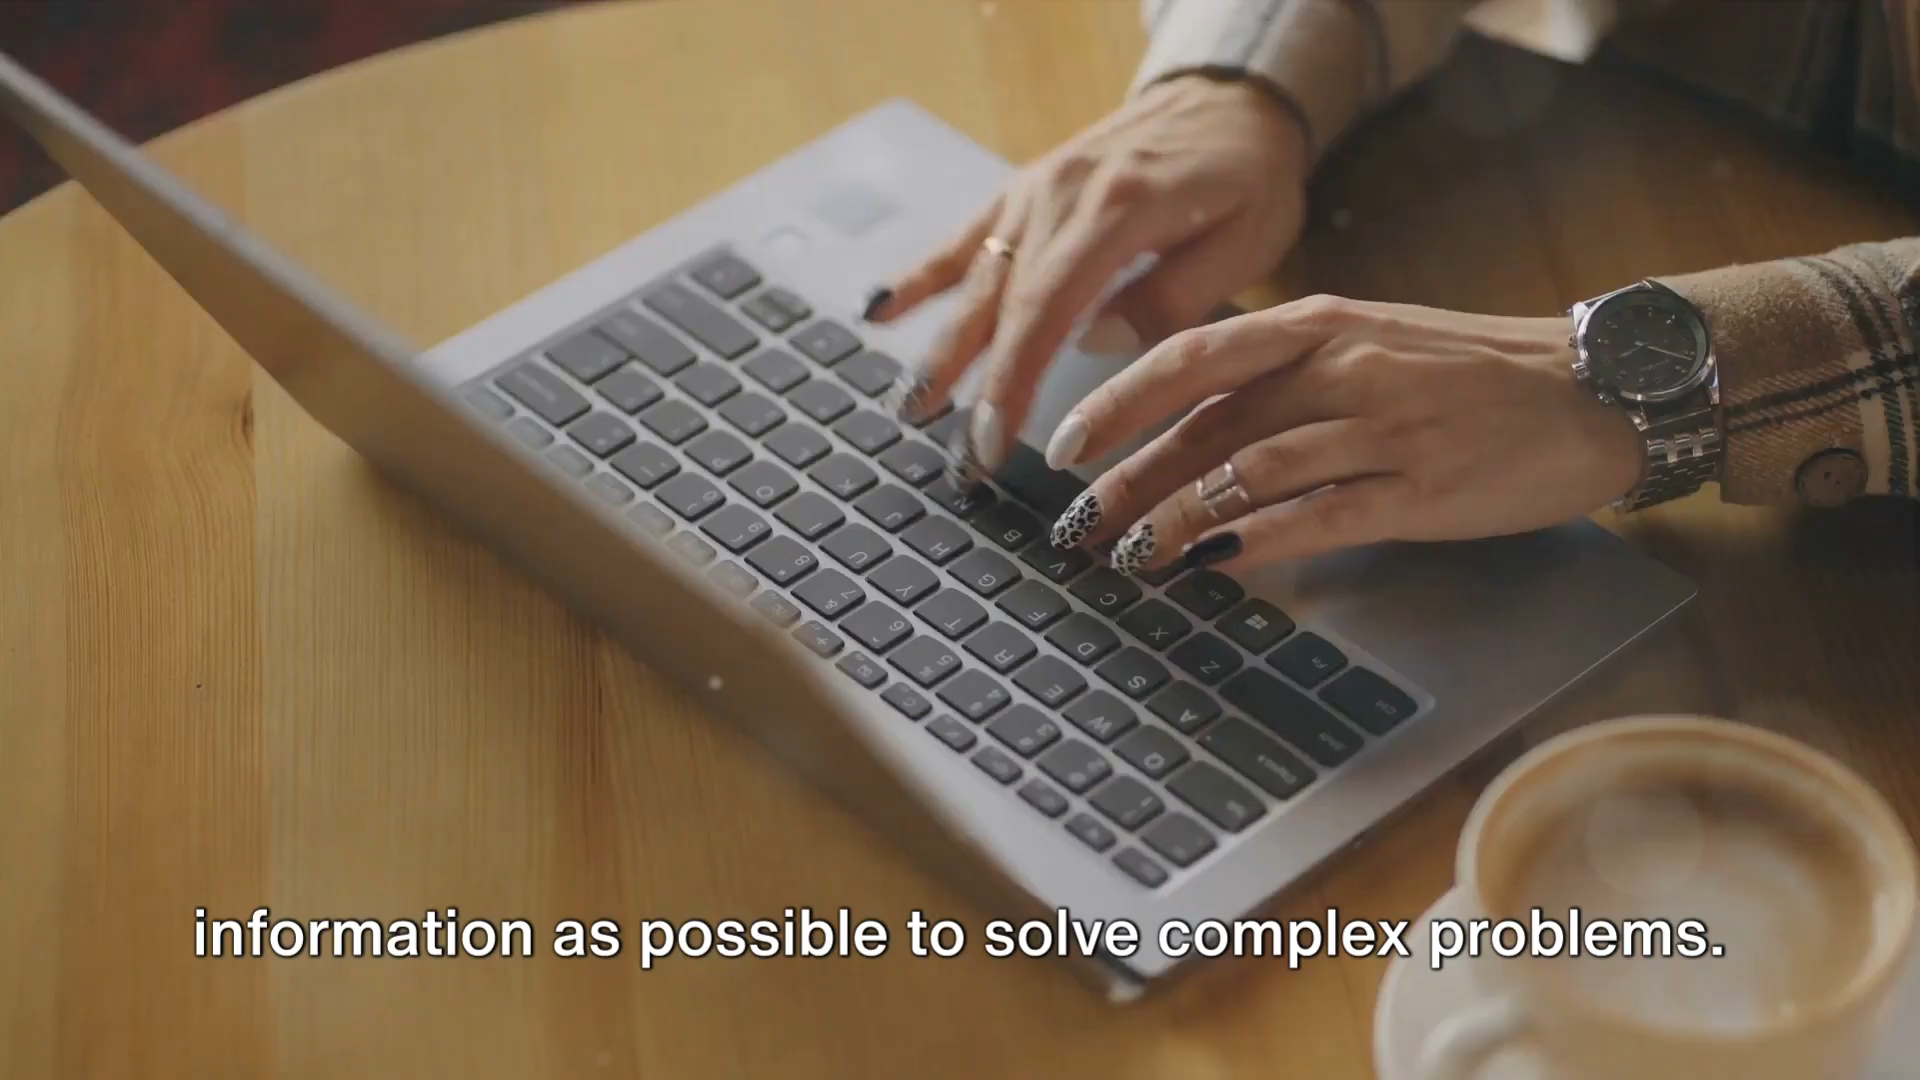 information as possible to solve complex problems.